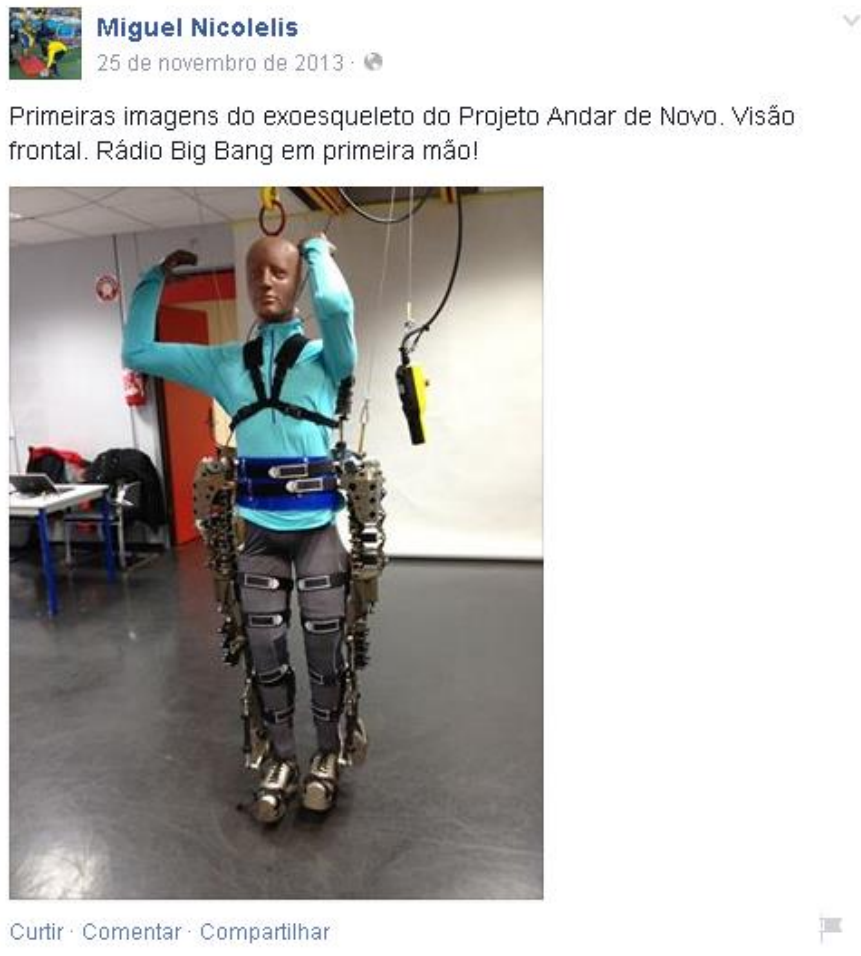 Miguel Nicolelis
25 de novembro de 2013 ·
Primeiras imagens do exoesqueleto do Projeto Andar de Novo. Visão
frontal. Rádio Big Bang em primeira mão!
Curtir · Comentar · Compartilhar